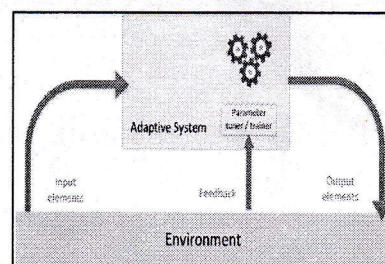 Parameter
tuner / trainer
Adaptive System
Input
elements
Feedback
Output
elements
Environment